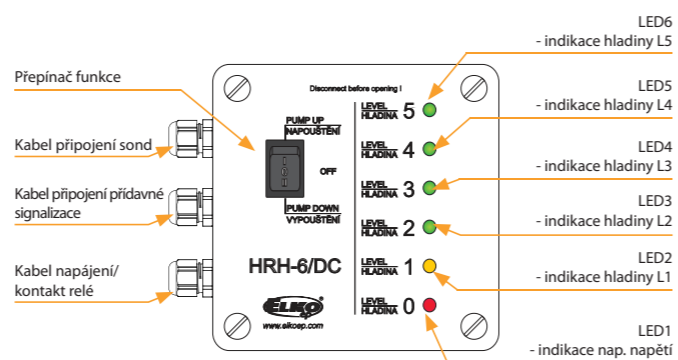 Přepínač funkce
Kabel připojení sond
Kabel připojení přídavné
signalizace
Kabel napájení/
kontakt relé
Disconnect before opening !
PUMP UP
NAPOUŠTĚNÍ
OFF
PUMP DOWN
VYPOUŠTĚNÍ
HRH-6/DC
ELKO
ep
www.elkoep.com
LEVEL
HLADINA 5
LEVEL
HLADINA 4
LEVEL
HLADINA 3
LEVEL
HLADINA 2
LEVEL
HLADINA 1
LEVEL
HLADINA 0
LED6
- indikace hladiny L5
LED5
- indikace hladiny L4
LED4
- indikace hladiny L3
LED3
- indikace hladiny L2
LED2
- indikace hladiny L1
LED1
- indikace nap. napětí